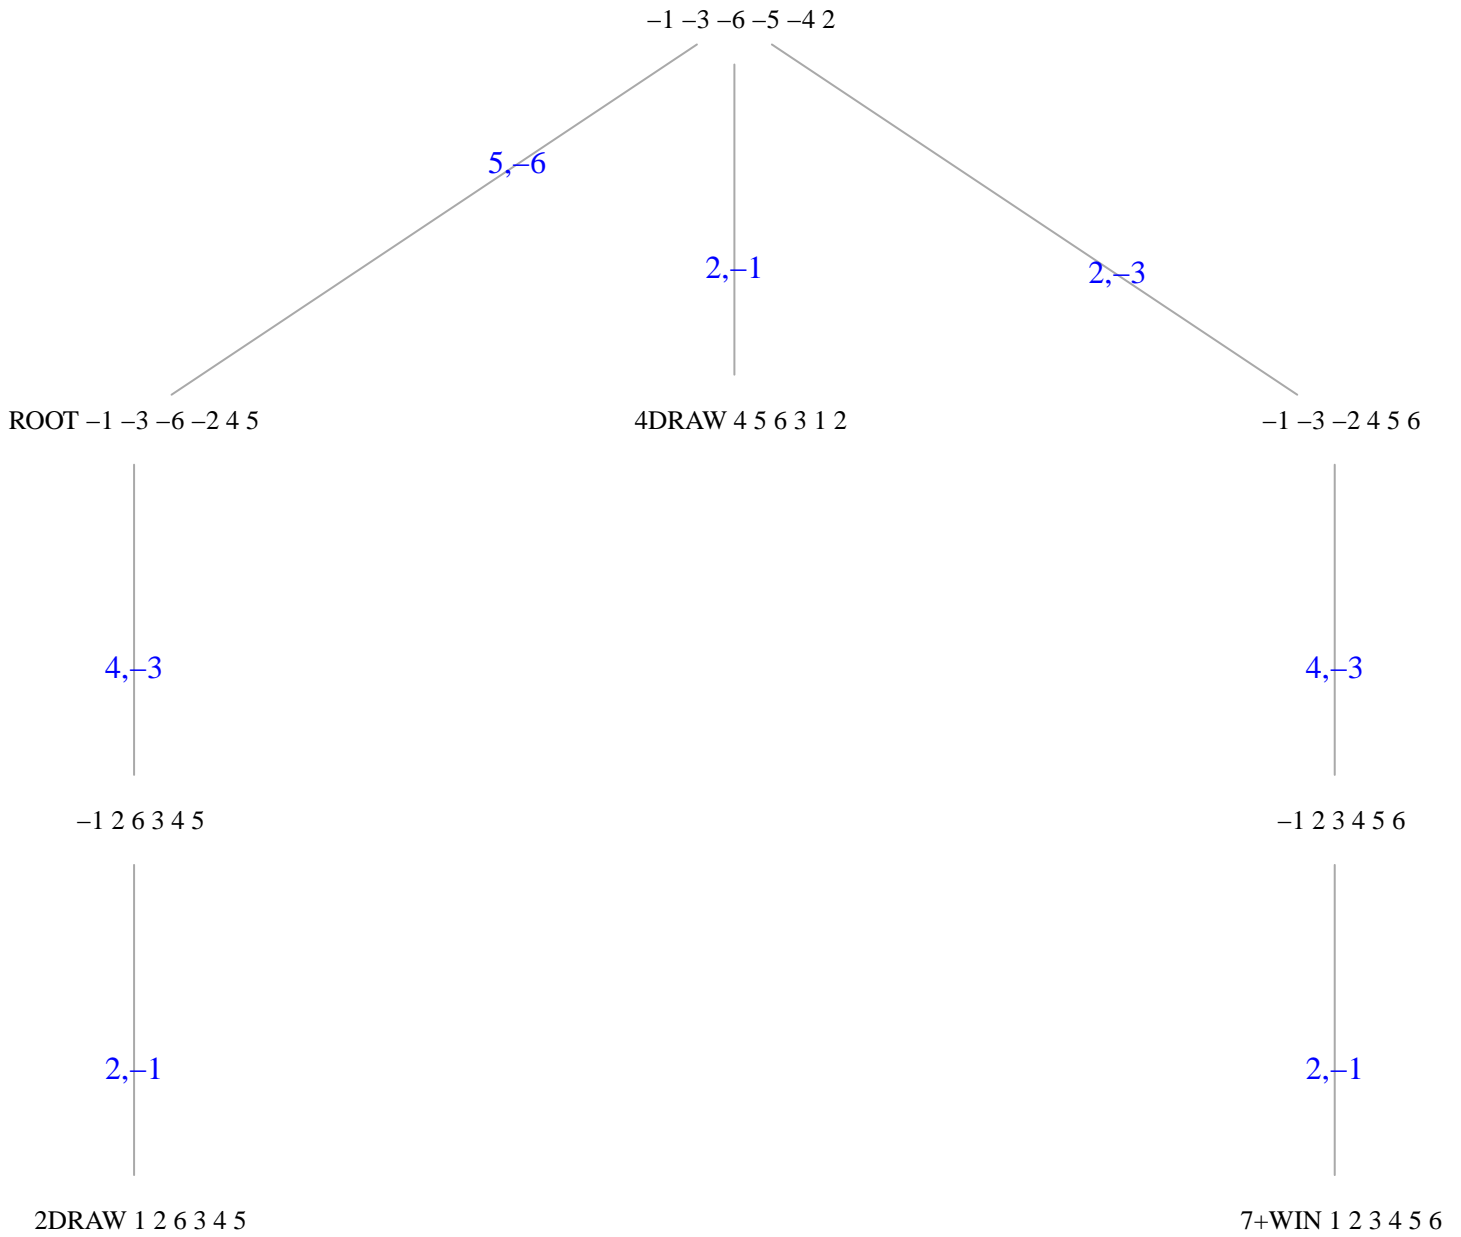 –1 –3 –6 –5 –4 2
5,–6
2,–1
2,–3
ROOT –1 –3 –6 –2 4 5
4DRAW 4 5 6 3 1 2
–1 –3 –2 4 5 6
4,–3
4,–3
–1 2 6 3 4 5
–1 2 3 4 5 6
2,–1
2,–1
2DRAW 1 2 6 3 4 5
7+WIN 1 2 3 4 5 6